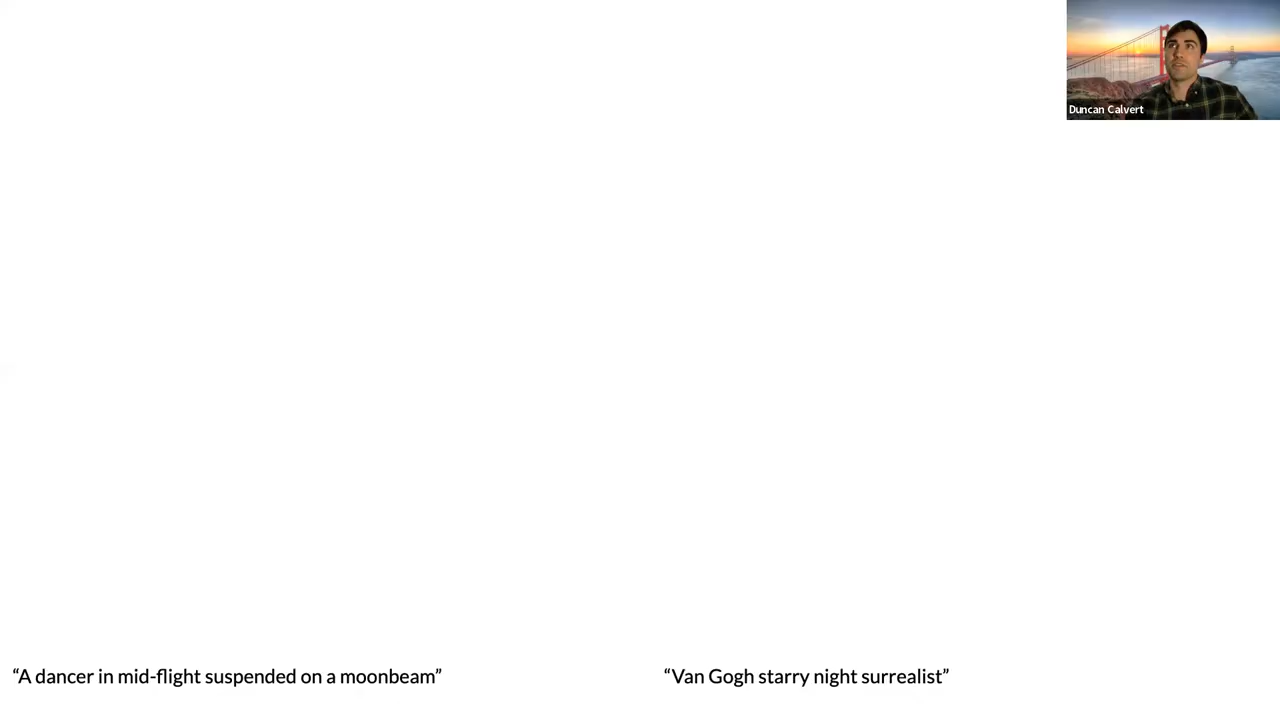 Duncan Calvert
“A dancer in mid-flight suspended on a moonbeam”
“Van Gogh starry night surrealist”